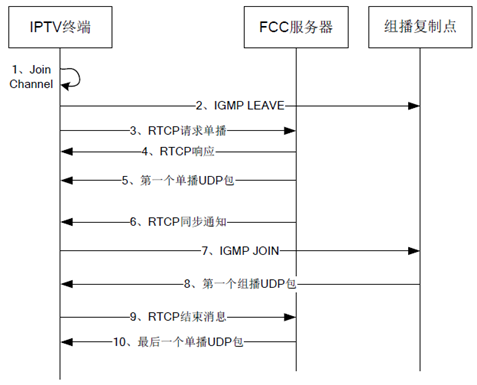 IPTV终端
FCC服务器
组播复制点
1、Join
Channel
2、IGMP LEAVE
3、RTCP请求单播
4、RTCP响应
5、第一个单播UDP包
6、RTCP同步通知
7、IGMP JOIN
8、第一个组播UDP包
9、RTCP结束消息
10、最后一个单播UDP包